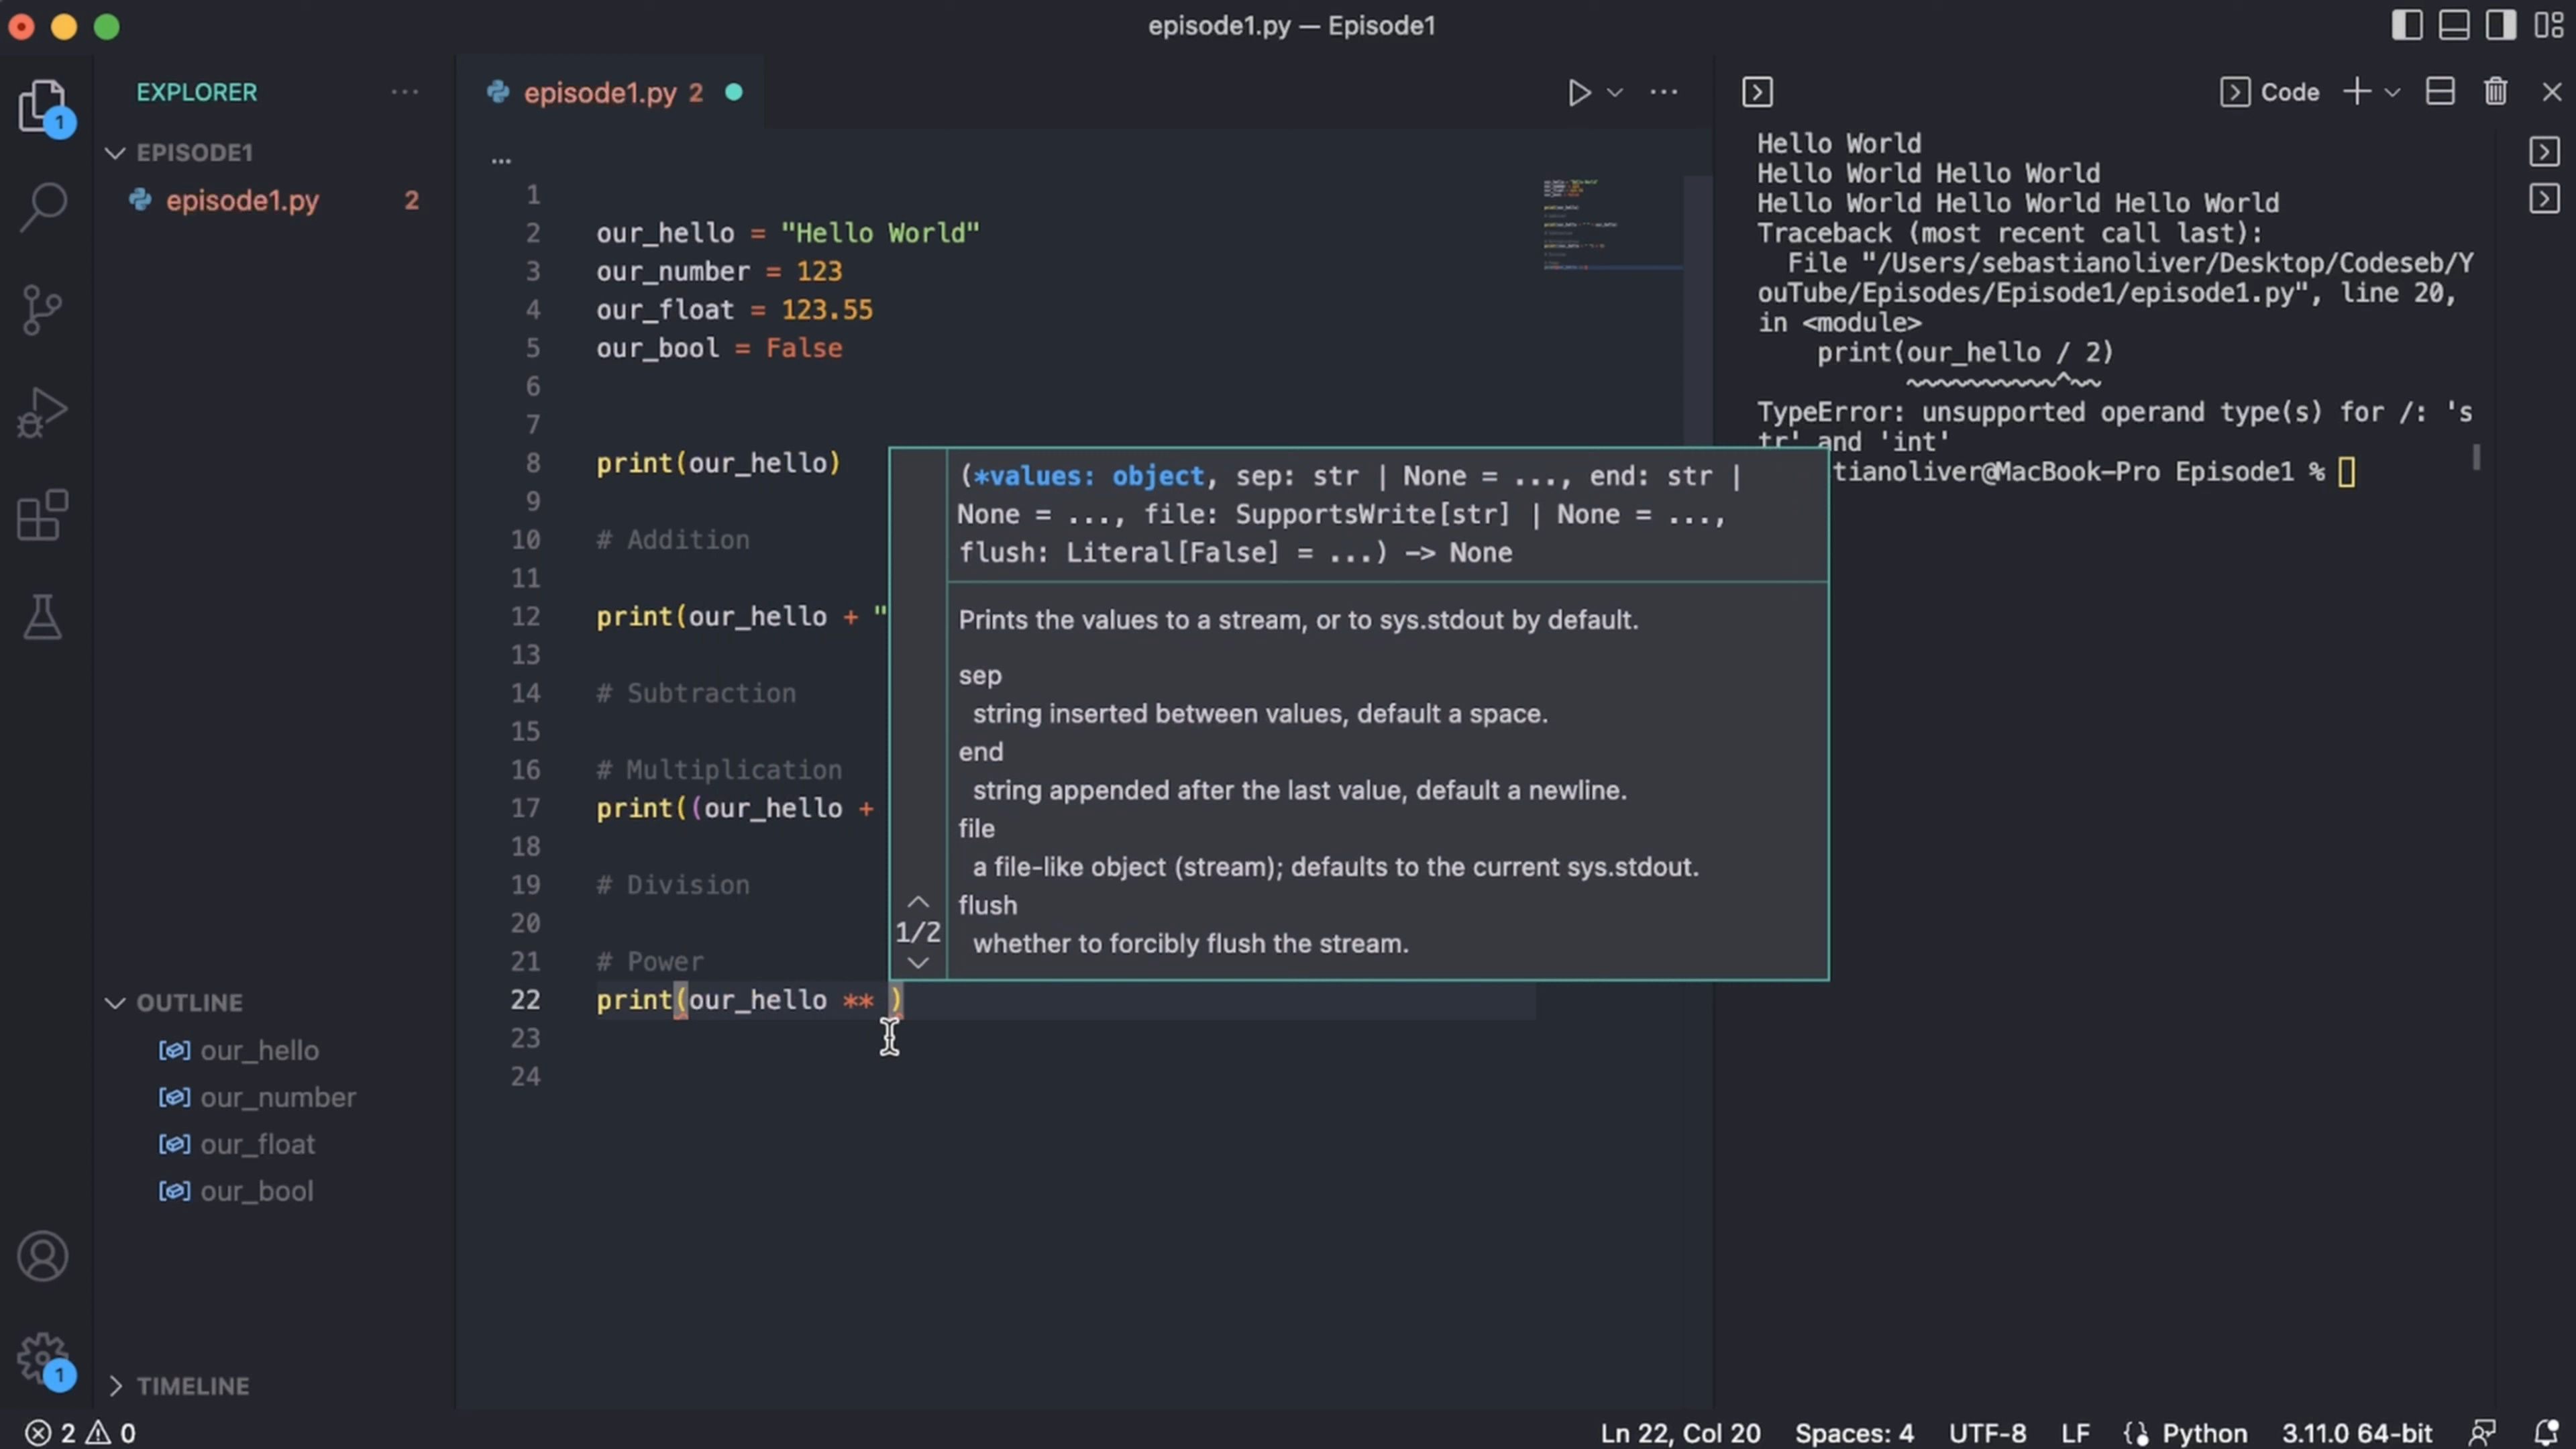 episode1.py — Episode1
EXPLORER
EPISODE1
episode1.py 2
1
OUTLINE
our_hello
our_number
our_float
our_bool
TIMELINE
1
episode1.py 2
...
1
2 our_hello = "Hello World"
3 our_number = 123
4 our_float = 123.55
5 our_bool = False
6
7
8 print(our_hello)
9
10 # Addition
11
12 print(our_hello + "
13
14 # Subtraction
15
16 # Multiplication
17 print((our_hello +
18
19 # Division
20
21 # Power
22 print(our_hello ** )
23
24
(*values: object, sep: str | None = ..., end: str |
None = ..., file: SupportsWrite[str] | None = ...,
flush: Literal[False] = ...) -> None
Prints the values to a stream, or to sys.stdout by default.
sep
string inserted between values, default a space.
end
string appended after the last value, default a newline.
file
a file-like object (stream); defaults to the current sys.stdout.
flush
whether to forcibly flush the stream.
1/2
Code
Hello World
Hello World Hello World
Hello World Hello World Hello World
Traceback (most recent call last):
File "/Users/sebastianoliver/Desktop/Codeseb/Y
ouTube/Episodes/Episode1/episode1.py", line 20,
in <module>
print(our_hello / 2)
~~~~~~~~~~^~~
TypeError: unsupported operand type(s) for /: 's
tr' and 'int'
tianoliver@MacBook-Pro Episode1 %
2 0
Ln 22, Col 20 Spaces: 4 UTF-8 LF Python 3.11.0 64-bit